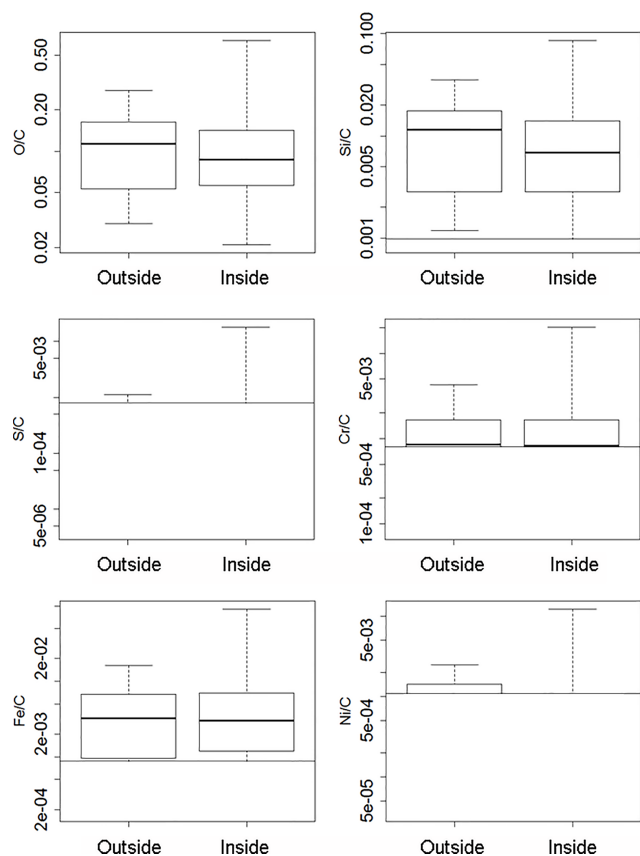 O/C
0.50
0.20
0.05
0.02
Outside Inside
Si/C
0.100
0.020
0.005
0.001
Outside Inside
S/C
5e-03
1e-04
5e-06
Outside Inside
Cr/C
5e-03
5e-04
1e-04
Outside Inside
Fe/C
2e-02
2e-03
2e-04
Outside Inside
Ni/C
5e-03
5e-04
5e-05
Outside Inside